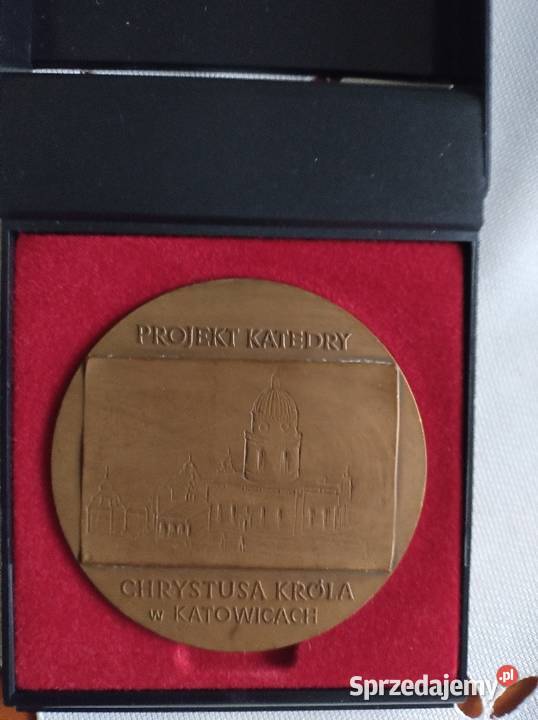 PROJEKT KATEDRY
CHRYSTUSA KRÓLA
w KATOWICACH
Sprzedajemy.pl